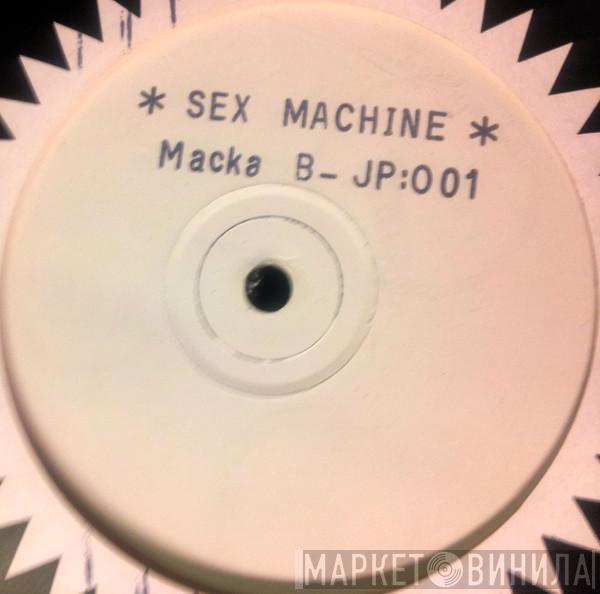 * SEX MACHINE *
Macka B- JP:001
МАРКЕТ ВИНИЛА